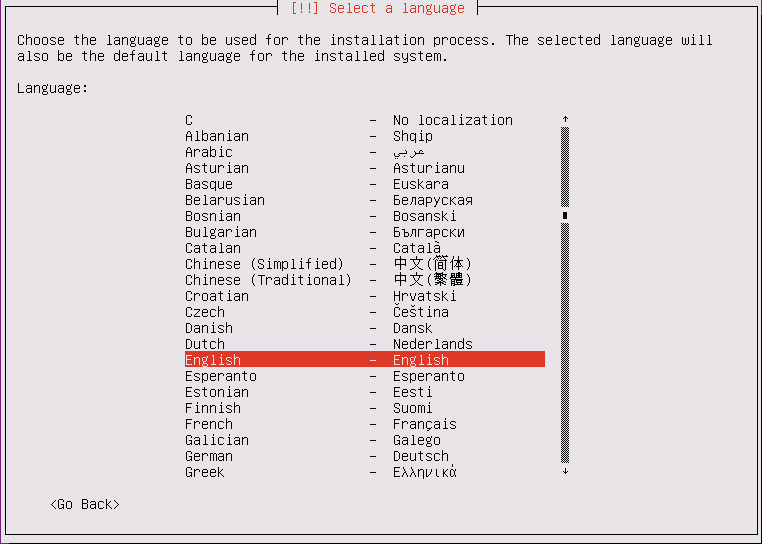 [!!] Select a language
Choose the language to be used for the installation process. The selected language will
also be the default language for the installed system.
Language:
C - No localization
Albanian - Shqip
Arabic - عربي
Asturian - Asturianu
Basque - Euskara
Belarusian - Беларуская
Bosnian - Bosanski
Bulgarian - Български
Catalan - Català
Chinese (Simplified) - 中文(简体)
Chinese (Traditional) - 中文(繁體)
Croatian - Hrvatski
Czech - Čeština
Danish - Dansk
Dutch - Nederlands
English - English
Esperanto - Esperanto
Estonian - Eesti
Finnish - Suomi
French - Français
Galician - Galego
German - Deutsch
Greek - Ελληνικά
<Go Back>